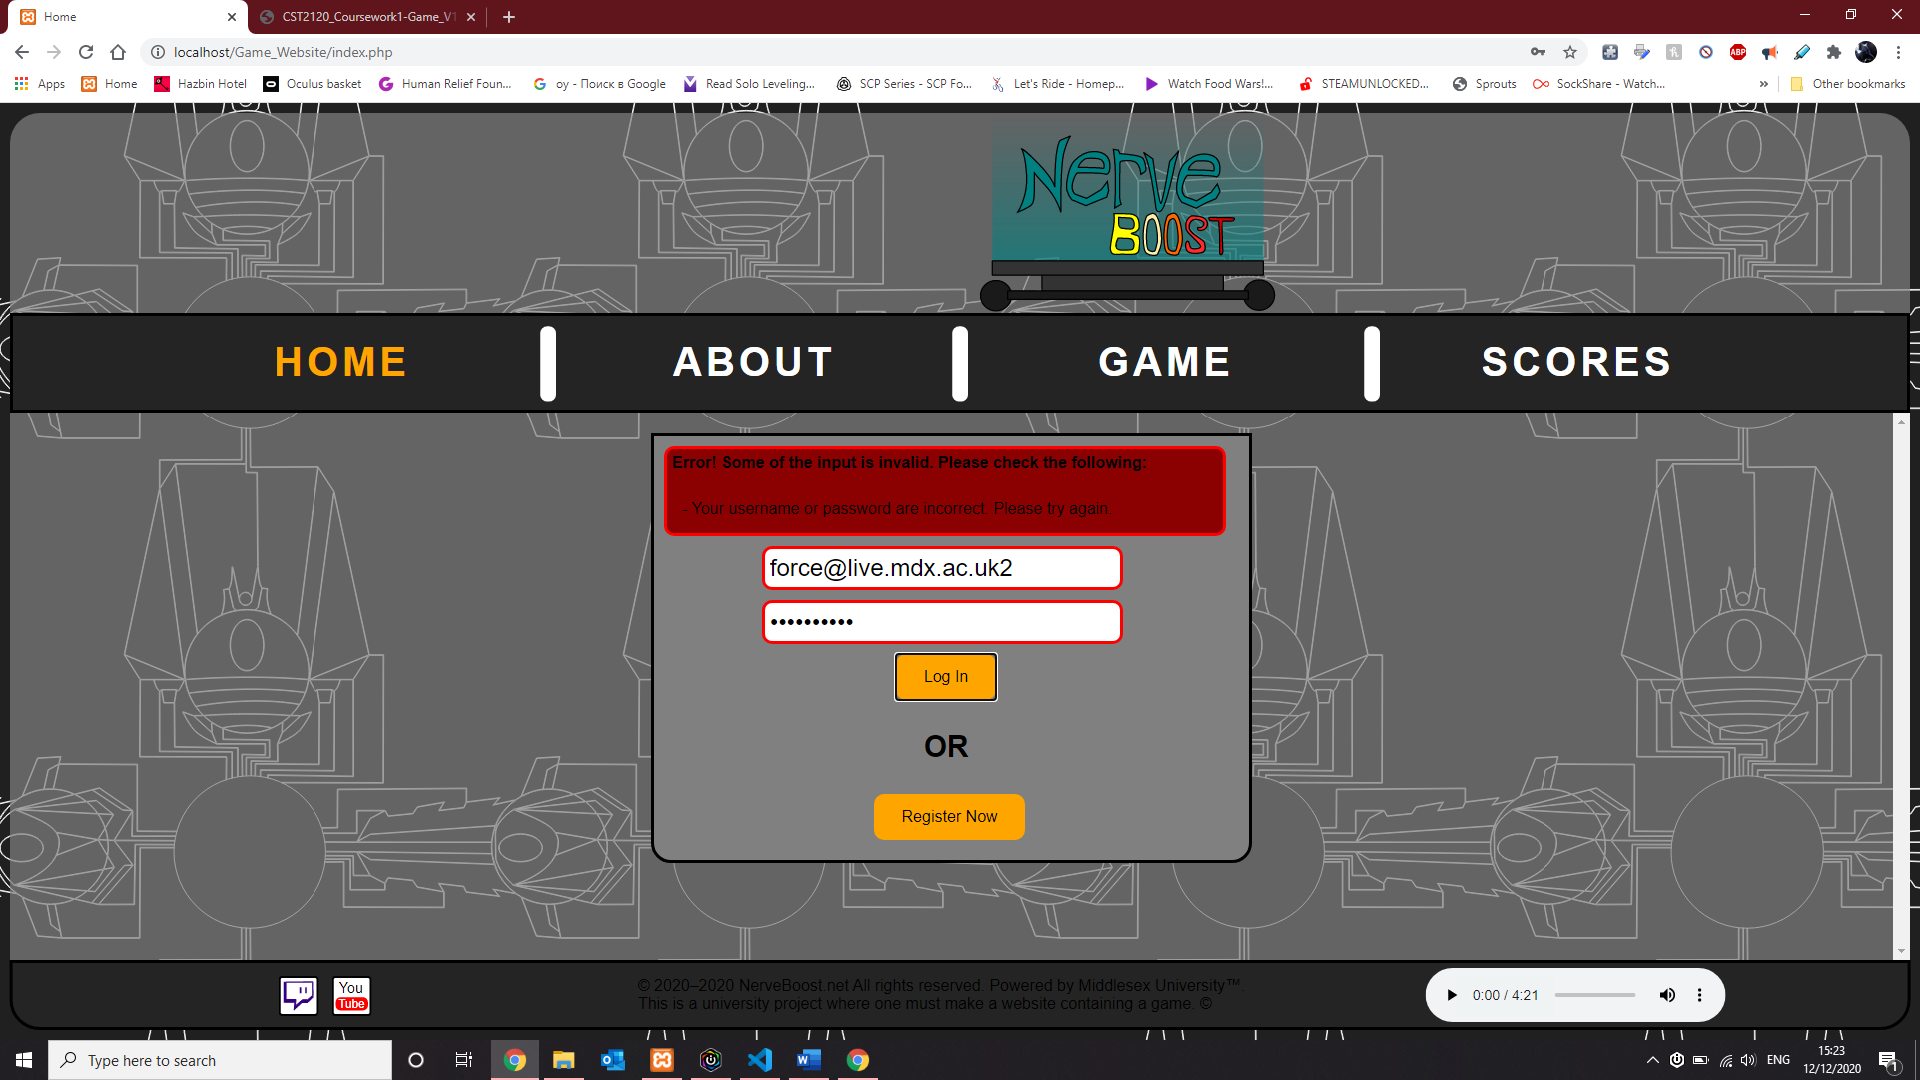 Home
CST2120_Coursework1-Game_V1
localhost/Game_Website/index.php
ABP
Apps
Home
Hazbin Hotel
Oculus basket
Human Relief Foun...
oy - Поиск в Google
Read Solo Leveling...
SCP Series - SCP Fo...
Let's Ride - Homep...
Watch Food Wars!...
STEAMUNLOCKED...
Sprouts
SockShare - Watch...
»
Other bookmarks
Nerve
BOOST
HOME
ABOUT
GAME
SCORES
Error! Some of the input is invalid. Please check the following:
- Your username or password are incorrect. Please try again.
force@live.mdx.ac.uk2
••••••••••
Log In
OR
Register Now
You
Tube
© 2020–2020 NerveBoost.net All rights reserved. Powered by Middlesex University™.
This is a university project where one must make a website containing a game. ©
0:00 / 4:21
Type here to search
ENG
15:23
12/12/2020
1